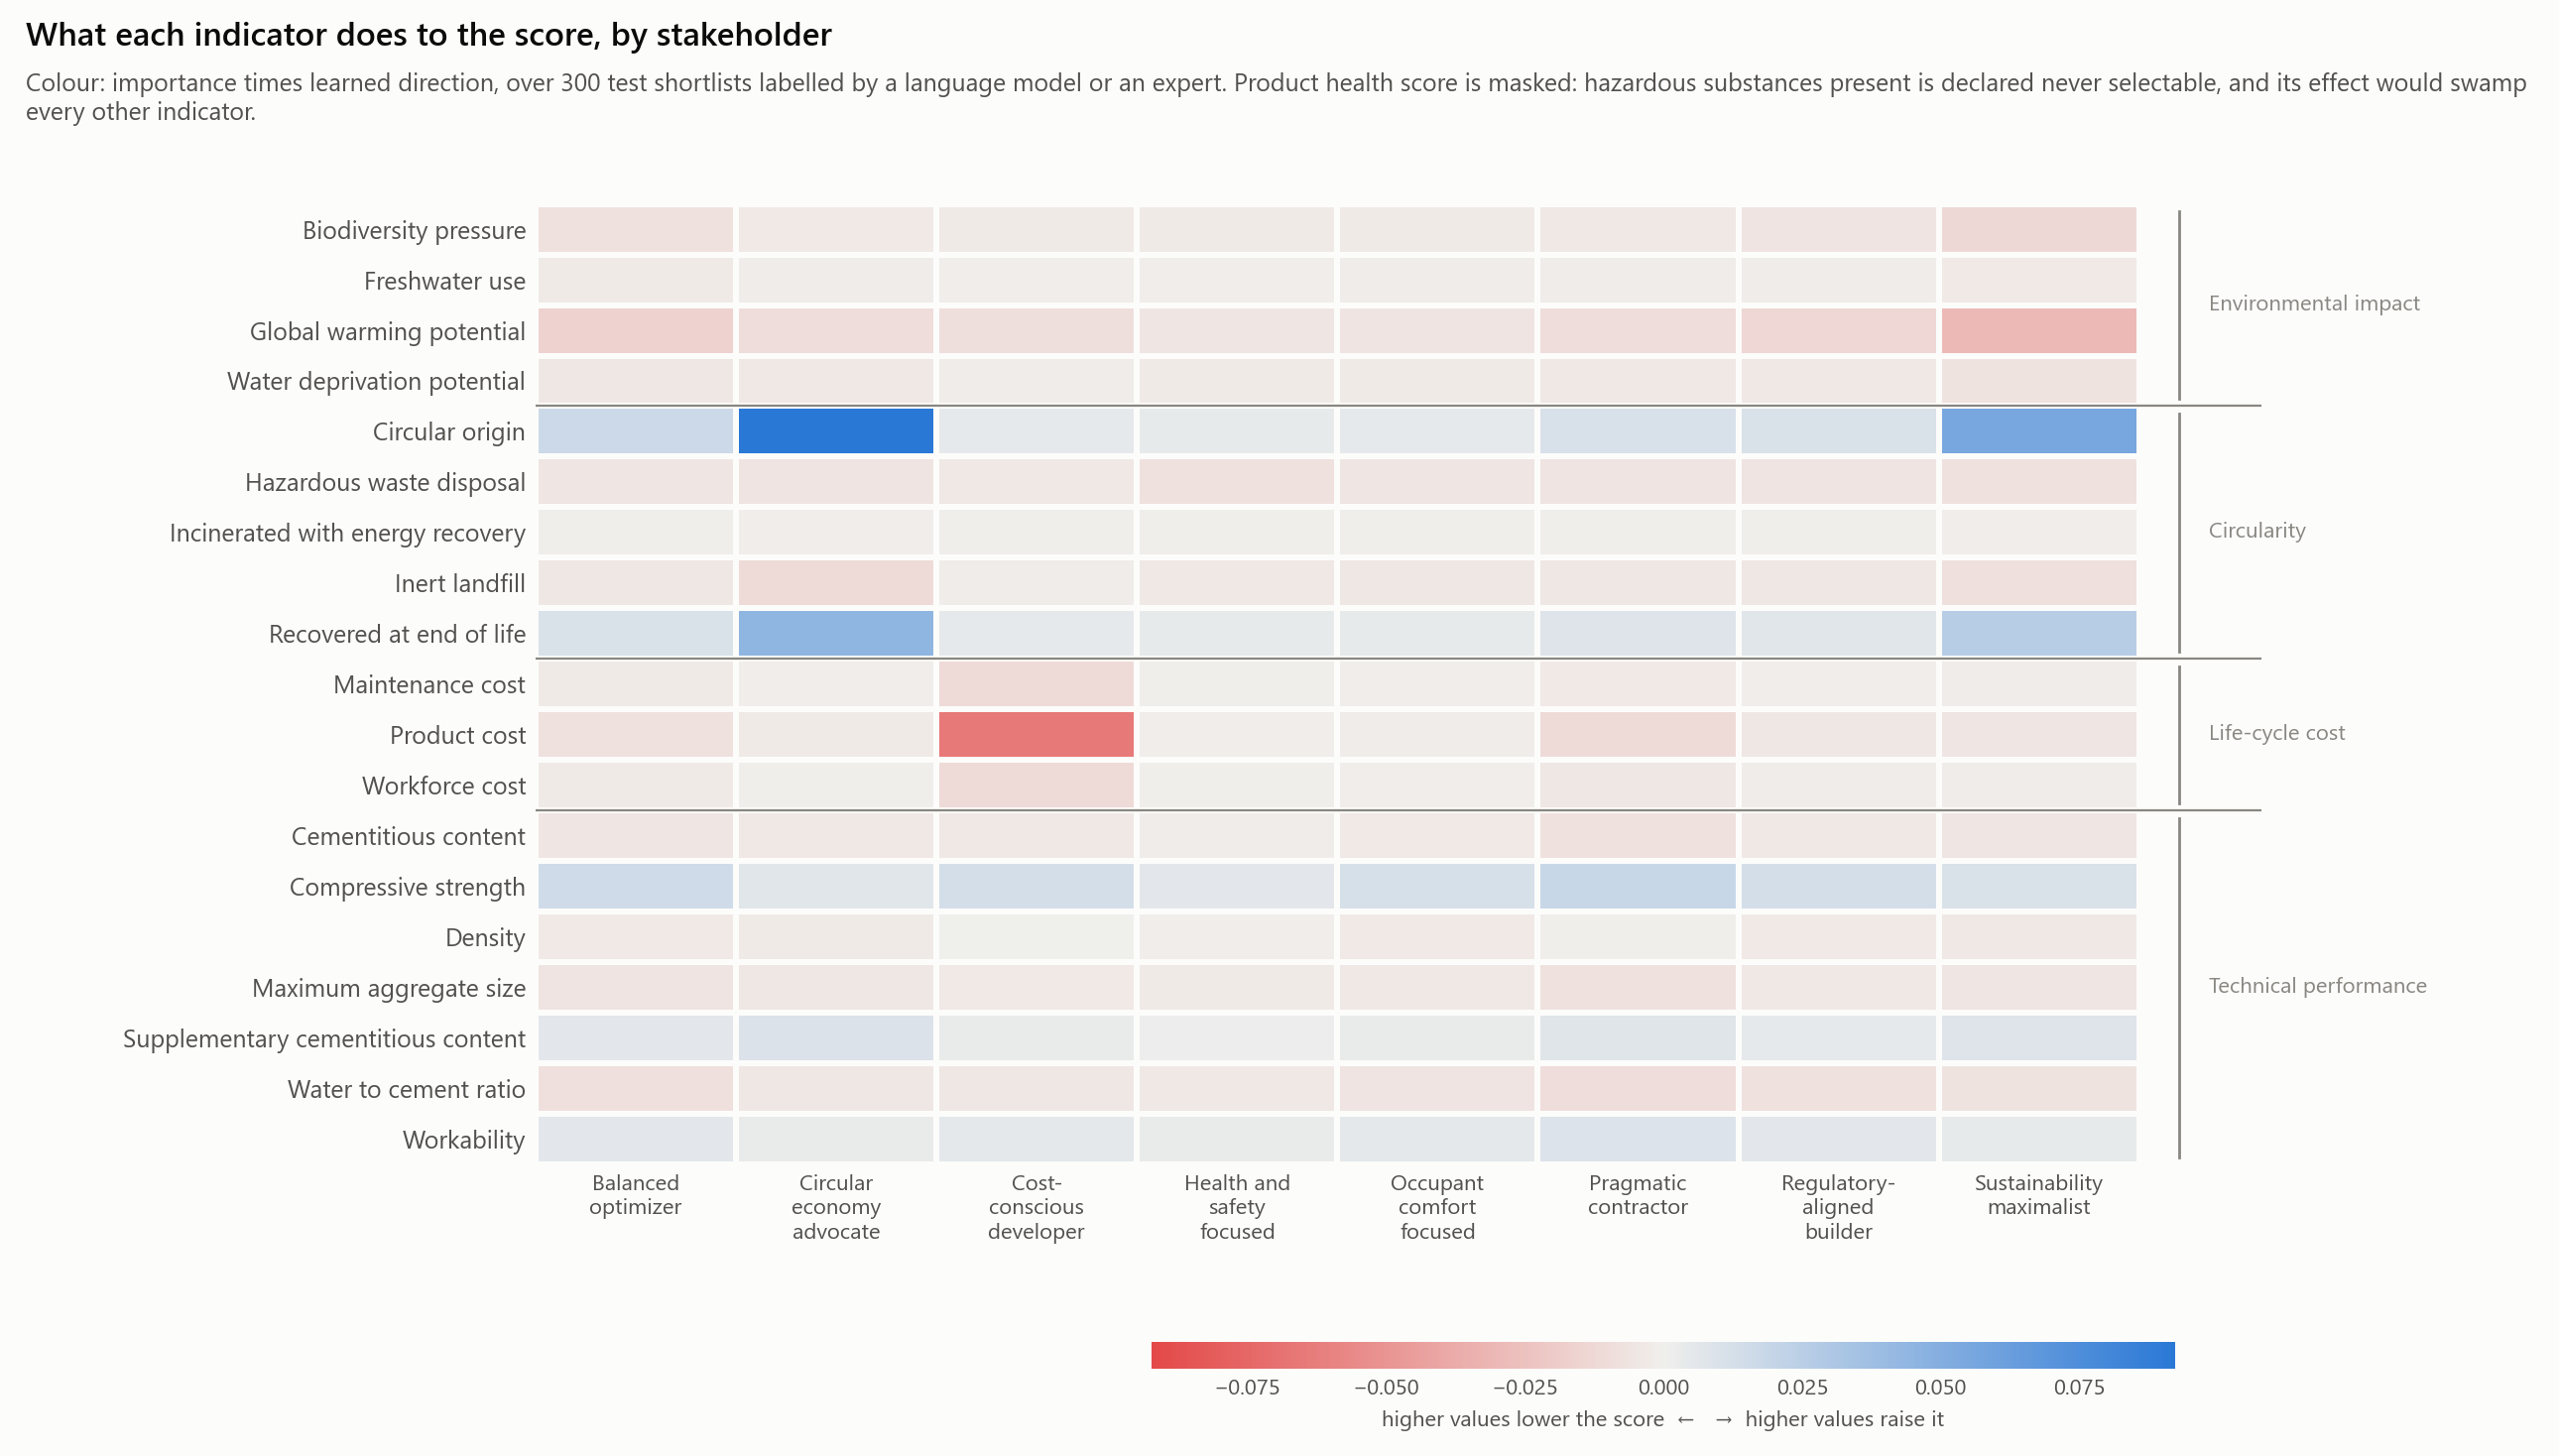 What each indicator does to the score, by stakeholder
Colour: importance times learned direction, over 300 test shortlists labelled by a language model or an expert. Product health score is masked: hazardous substances present is declared never selectable, and its effect would swamp
every other indicator.
Biodiversity pressure
Freshwater use
Global warming potential
Water deprivation potential
Environmental impact
Circular origin
Hazardous waste disposal
Incinerated with energy recovery
Inert landfill
Recovered at end of life
Circularity
Maintenance cost
Product cost
Workforce cost
Life-cycle cost
Cementitious content
Compressive strength
Density
Maximum aggregate size
Supplementary cementitious content
Water to cement ratio
Workability
Technical performance
Balanced
optimizer
Circular
economy
advocate
Cost-
conscious
developer
Health and
safety
focused
Occupant
comfort
focused
Pragmatic
contractor
Regulatory-
aligned
builder
Sustainability
maximalist
−0.075 −0.050 −0.025 0.000 0.025 0.050 0.075
higher values lower the score ← → higher values raise it